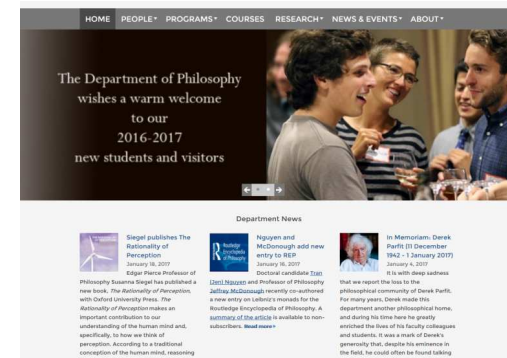 HOME PEOPLE PROGRAMS COURSES RESEARCH NEWS & EVENTS ABOUT
The Department of Philosophy
wishes a warm welcome
to our
2016-2017
new students and visitors
Department News
Siegel publishes The
Rationality of
Perception
January 18, 2017
Edgar Pierce Professor of
Philosophy Susanna Siegel has published a
new book, The Rationality of Perception,
with Oxford University Press. The
Rationality of Perception makes an
important contribution to our
understanding of the human mind and,
specifically, to how we think of
perception. According to a traditional
conception of the human mind, reasoning
Routledge
Encyclopedia
of Philosophy
Nguyen and
McDonough add new
entry to REP
January 18, 2017
Doctoral candidate Tran
(Jen) Nguyen and Professor of Philosophy
Jeffrey McDonough recently co-authored
a new entry on Leibniz's monads for the
Routledge Encyclopedia of Philosophy. A
summary of the article is available to non-
subscribers. Read more
In Memoriam: Derek
Parfit (11 December
1942 - 1 January 2017)
January 4, 2017
It is with deep sadness
that we report the loss to the
philosophical community of Derek Parfit.
For many years, Derek made this
department another philosophical home,
and during his time here he greatly
enriched the lives of his faculty colleagues
and students. It was a mark of Derek's
generosity that, despite his eminence in
the field, he could often be found talking